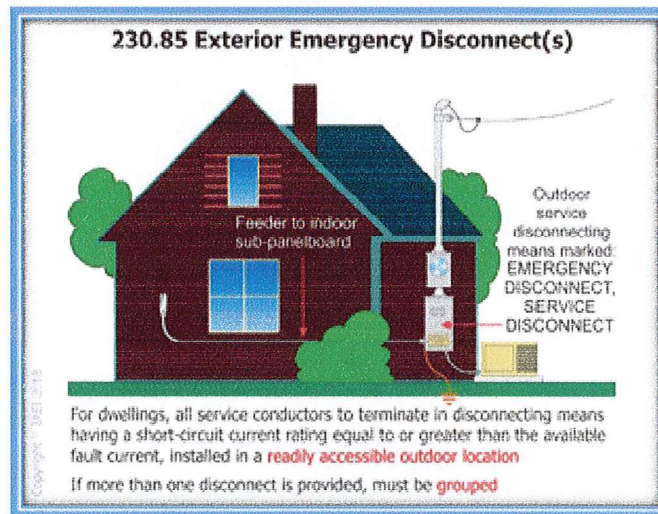 230.85 Exterior Emergency Disconnect(s)
Feeder to indoor
sub-panelboard
Outdoor
service
disconnecting
means marked:
EMERGENCY
DISCONNECT,
SERVICE
DISCONNECT
For dwellings, all service conductors to terminate in disconnecting means
having a short-circuit current rating equal to or greater than the available
fault current, installed in a readily accessible outdoor location
If more than one disconnect is provided, must be grouped
Copyright